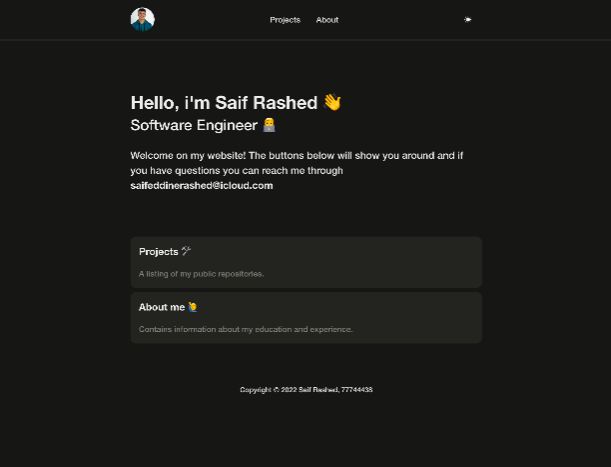 Projects About
Hello, i'm Saif Rashed 👋
Software Engineer 👨‍💻
Welcome on my website! The buttons below will show you around and if
you have questions you can reach me through
saifeddinerashed@icloud.com
Projects 🛠
A listing of my public repositories.
About me 🙋‍♂️
Contains information about my education and experience.
Copyright © 2022 Saif Rashed, 77744438